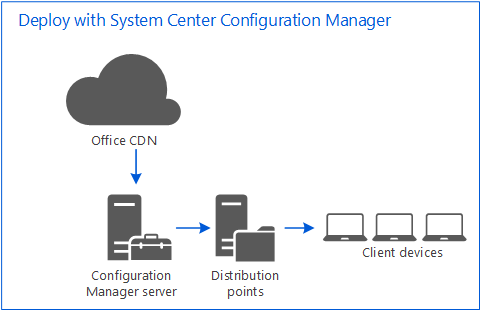 Deploy with System Center Configuration Manager
Office CDN
Configuration
Manager server
Distribution
points
Client devices